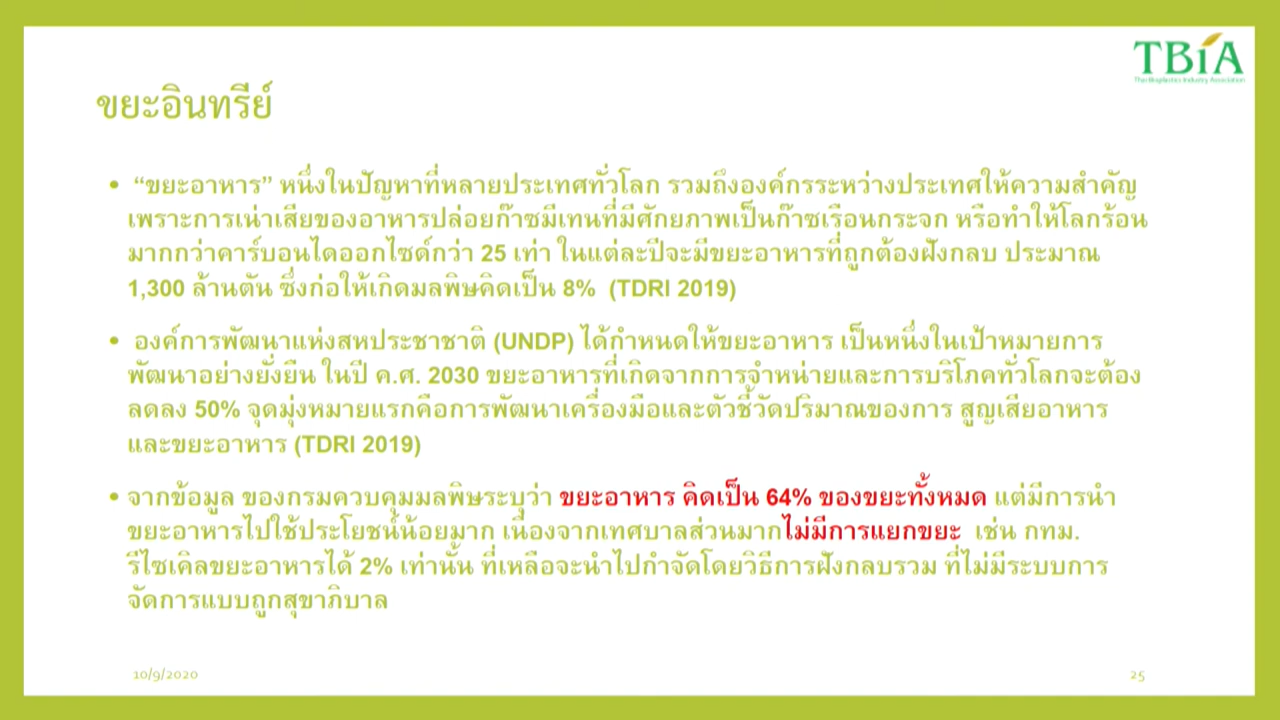 TBiA
Thai Bioplastics Industry Association
ขยะอินทรีย์
• “ขยะอาหาร” หนึ่งในปัญหาที่หลายประเทศทั่วโลก รวมถึงองค์กรระหว่างประเทศให้ความสำคัญ
เพราะการเน่าเสียของอาหารปล่อยก๊าซมีเทนที่มีศักยภาพเป็นก๊าซเรือนกระจก หรือทำให้โลกร้อน
มากกว่าคาร์บอนไดออกไซด์กว่า 25 เท่า ในแต่ละปีจะมีขยะอาหารที่ถูกต้องฝังกลบ ประมาณ
1,300 ล้านตัน ซึ่งก่อให้เกิดมลพิษคิดเป็น 8% (TDRI 2019)
• องค์การพัฒนาแห่งสหประชาชาติ (UNDP) ได้กำหนดให้ขยะอาหาร เป็นหนึ่งในเป้าหมายการ
พัฒนาอย่างยั่งยืน ในปี ค.ศ. 2030 ขยะอาหารที่เกิดจากการจำหน่ายและการบริโภคทั่วโลกจะต้อง
ลดลง 50% จุดมุ่งหมายแรกคือการพัฒนาเครื่องมือและตัวชี้วัดปริมาณของการ สูญเสียอาหาร
และขยะอาหาร (TDRI 2019)
• จากข้อมูล ของกรมควบคุมมลพิษระบุว่า ขยะอาหาร คิดเป็น 64% ของขยะทั้งหมด แต่มีการนำ
ขยะอาหารไปใช้ประโยชน์น้อยมาก เนื่องจากเทศบาลส่วนมากไม่มีการแยกขยะ เช่น กทม.
รีไซเคิลขยะอาหารได้ 2% เท่านั้น ที่เหลือจะนำไปกำจัดโดยวิธีการฝังกลบรวม ที่ไม่มีระบบการ
จัดการแบบถูกสุขาภิบาล
10/9/2020
25